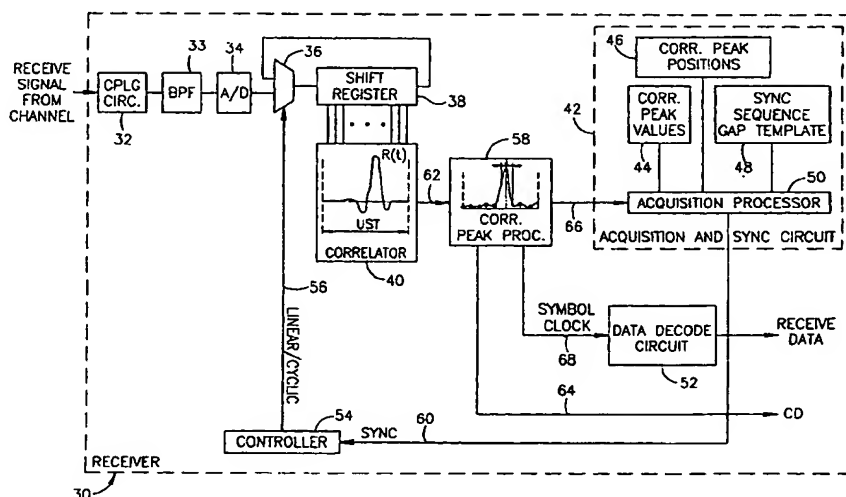 RECEIVE
SIGNAL
FROM
CHANNEL
CPLG
CIRC.
32
33
BPF
34
A/D
36
SHIFT
REGISTER
38
R(t)
UST
CORRELATOR
40
62
58
CORR.
PEAK PROC.
66
42
46
CORR. PEAK
POSITIONS
CORR.
PEAK
VALUES
44
SYNC
SEQUENCE
GAP TEMPLATE
48
50
ACQUISITION PROCESSOR
ACQUISITION AND SYNC CIRCUIT
56
LINEAR/CYCLIC
SYMBOL
CLOCK
68
DATA DECODE
CIRCUIT
52
RECEIVE
DATA
64
CD
54
CONTROLLER
SYNC
60
RECEIVER
30